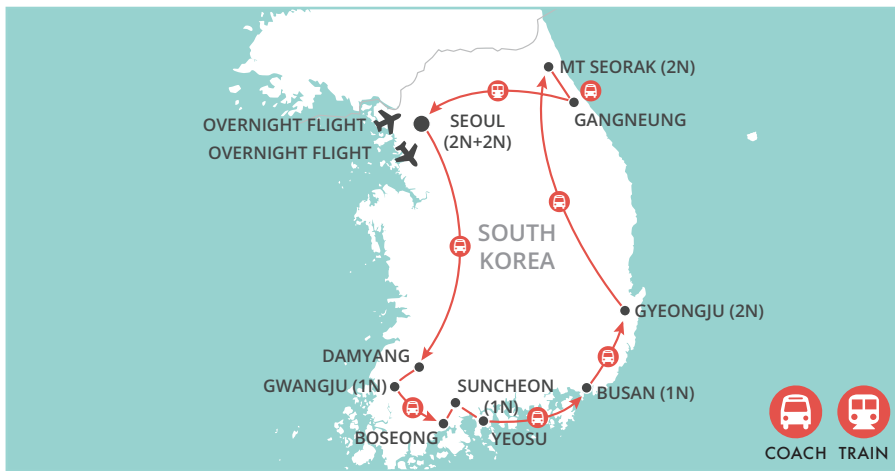 MT SEORAK (2N)
GANGNEUNG
OVERNIGHT FLIGHT
SEOUL
(2N+2N)
OVERNIGHT FLIGHT
SOUTH
KOREA
GYEONGJU (2N)
DAMYANG
GWANGJU (1N)
SUNCHEON
(1N)
BUSAN (1N)
BOSEONG
YEOSU
COACH
TRAIN